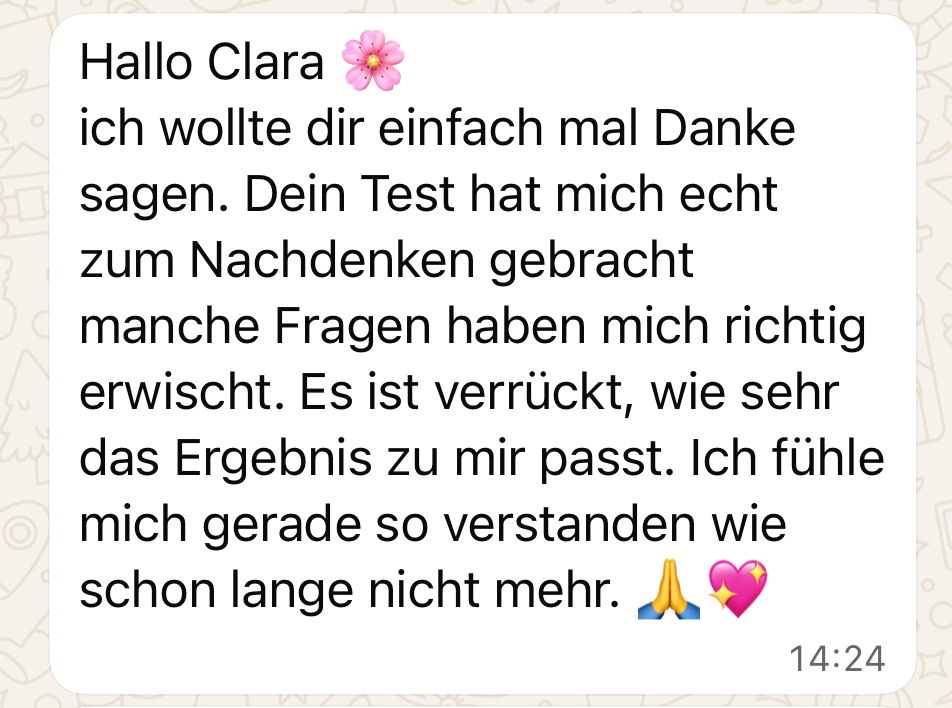 Hallo Clara 🌸
ich wollte dir einfach mal Danke
sagen. Dein Test hat mich echt
zum Nachdenken gebracht
manche Fragen haben mich richtig
erwischt. Es ist verrückt, wie sehr
das Ergebnis zu mir passt. Ich fühle
mich gerade so verstanden wie
schon lange nicht mehr. 🙏💖
14:24